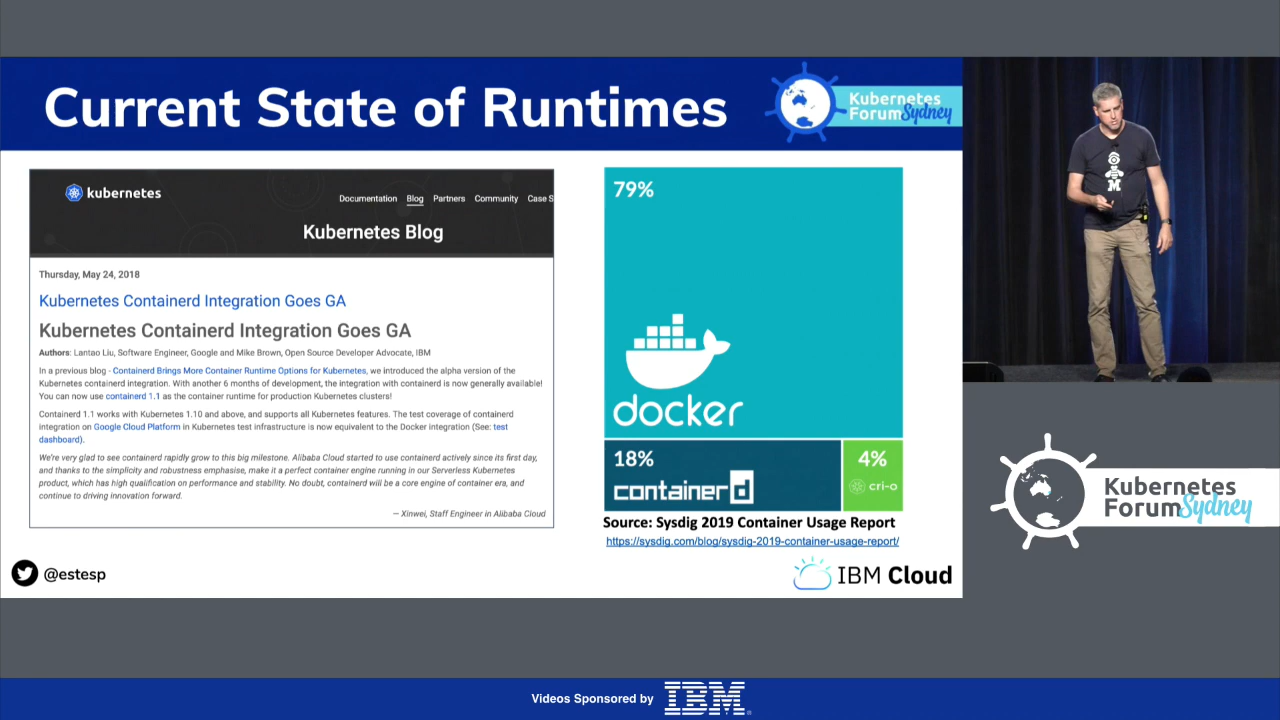 Current State of Runtimes
Kubernetes
Forum Sydney
kubernetes
Documentation Blog Partners Community Case S
Kubernetes Blog
Thursday, May 24, 2018
Kubernetes Containerd Integration Goes GA
Kubernetes Containerd Integration Goes GA
Authors: Lantao Liu, Software Engineer, Google and Mike Brown, Open Source Developer Advocate, IBM
In a previous blog - Containerd Brings More Container Runtime Options for Kubernetes, we introduced the alpha version of the
Kubernetes containerd integration. With another 6 months of development, the integration with containerd is now generally available!
You can now use containerd 1.1 as the container runtime for production Kubernetes clusters!
Containerd 1.1 works with Kubernetes 1.10 and above, and supports all Kubernetes features. The test coverage of containerd
integration on Google Cloud Platform in Kubernetes test infrastructure is now equivalent to the Docker integration (See: test
dashboard).
We're very glad to see containerd rapidly grow to this big milestone. Alibaba Cloud started to use containerd actively since its first day,
and thanks to the simplicity and robustness emphasise, make it a perfect container engine running in our Serverless Kubernetes
product, which has high qualification on performance and stability. No doubt, containerd will be a core engine of container era, and
continue to driving innovation forward.
— Xinwei, Staff Engineer in Alibaba Cloud
79%
docker
18%
containerd
4%
cri-o
Source: Sysdig 2019 Container Usage Report
https://sysdig.com/blog/sysdig-2019-container-usage-report/
@estesp
IBM Cloud
M
Kubernetes
Forum Sydney
Videos Sponsored by IBM